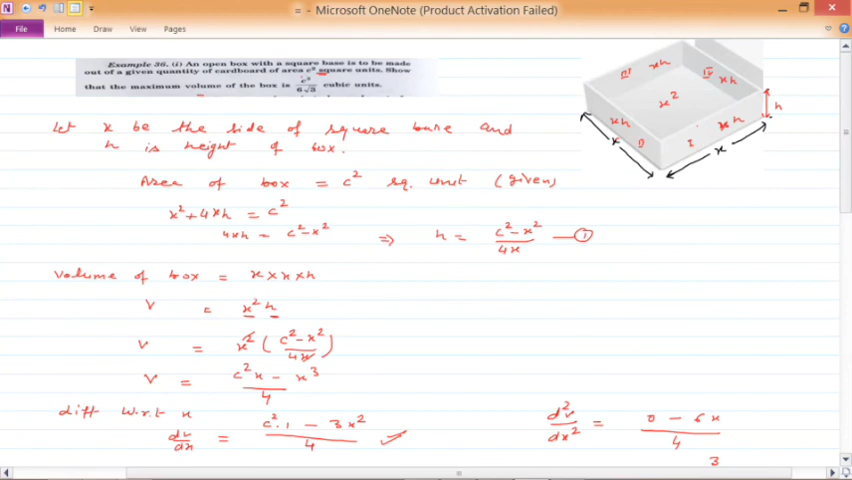 = - Microsoft OneNote (Product Activation Failed)
File Home Draw View Pages
Example 36. (i) An open box with a square base is to be made
out of a given quantity of cardboard of area c² square units. Show
that the maximum volume of the box is c³/6√3 cubic units.
III xh IV xh
x²
xh II I xh h
x x
Let x be the side of square base and
h is height of box.
Area of box = c² sq. unit (given)
x² + 4xh = c²
4xh = c² - x² ⇒ h = (c² - x²)/4x — ①
Volume of box = x × x × h
V = x² h
V = x² ( (c² - x²)/4x )
V = (c²x - x³)/4
diff w.r.t x
dv/dx = (c².1 - 3x²)/4 ✓ d²v/dx² = (0 - 6x)/4
3